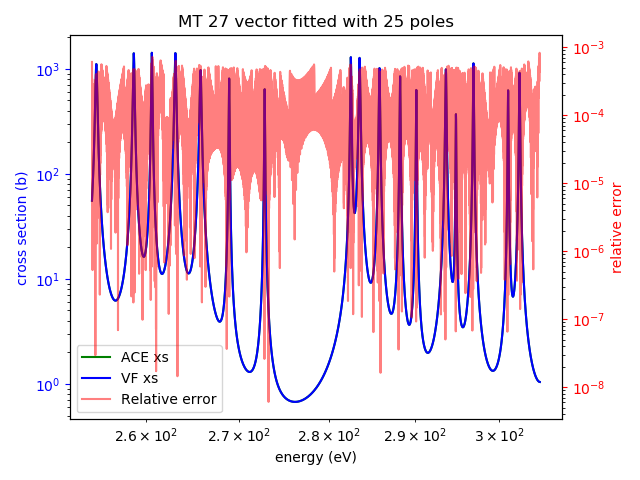 MT 27 vector fitted with 25 poles
cross section (b)
10³
10²
10¹
10⁰
10⁻³
10⁻⁴
10⁻⁵
10⁻⁶
10⁻⁷
10⁻⁸
relative error
ACE xs
VF xs
Relative error
2.6 × 10² 2.7 × 10² 2.8 × 10² 2.9 × 10² 3 × 10²
energy (eV)